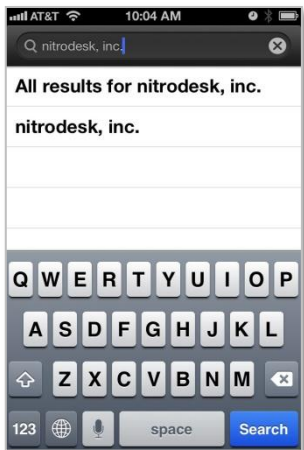 AT&T 10:04 AM
nitrodesk, inc.
All results for nitrodesk, inc.
nitrodesk, inc.
Q W E R T Y U I O P
A S D F G H J K L
Z X C V B N M
123 space Search